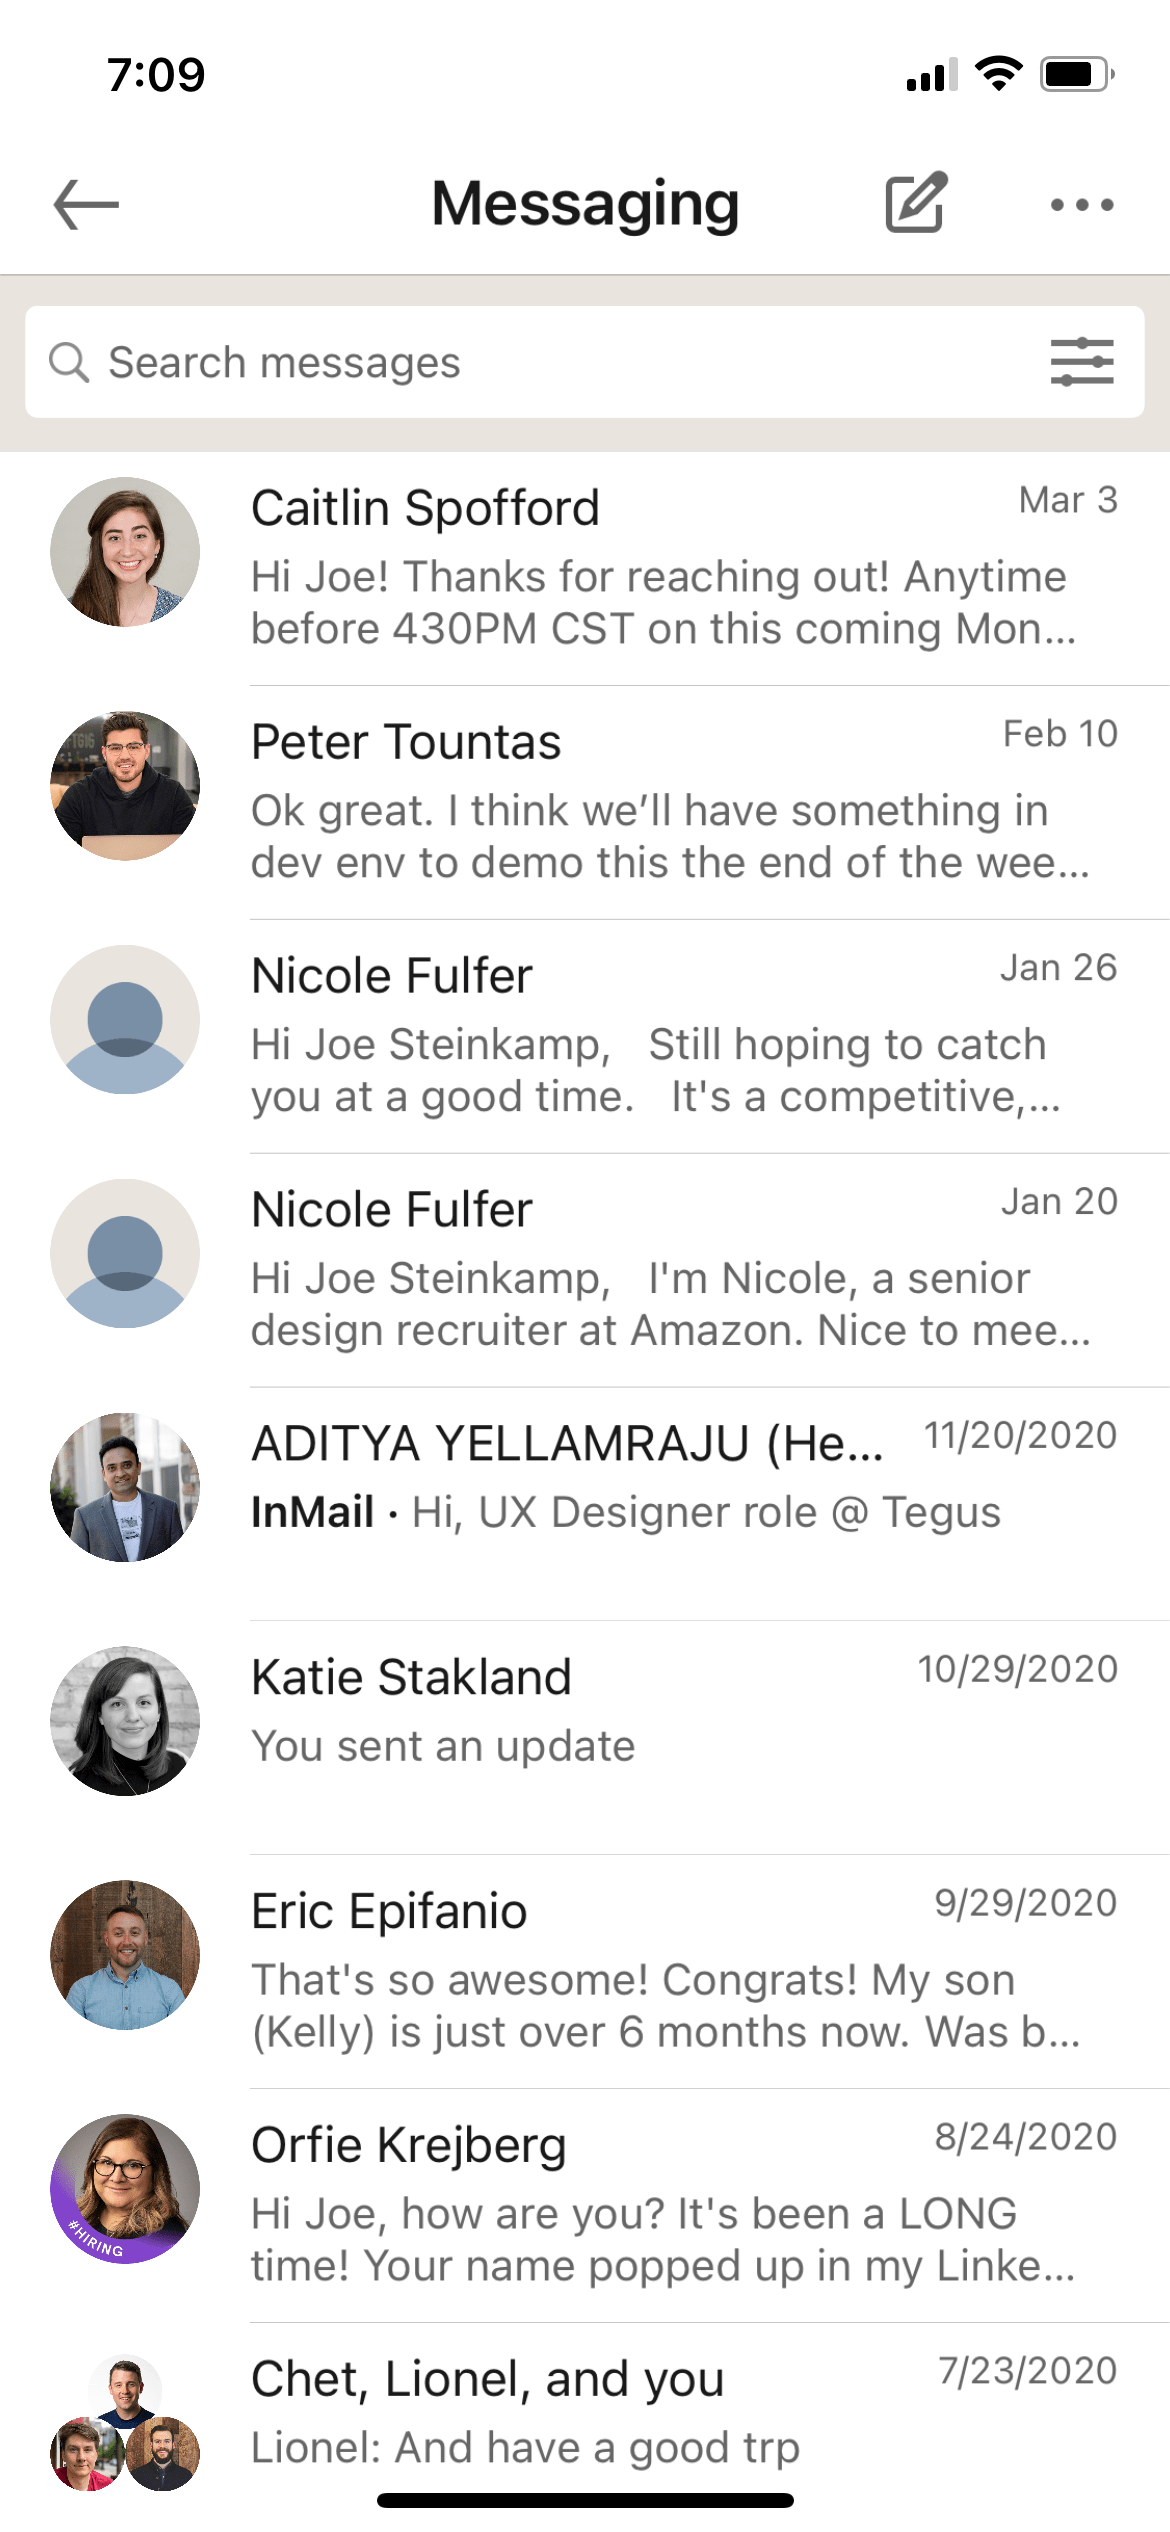 7:09
Messaging
Search messages
Caitlin Spofford
Mar 3
Hi Joe! Thanks for reaching out! Anytime
before 430PM CST on this coming Mon...
Peter Tountas
Feb 10
Ok great. I think we’ll have something in
dev env to demo this the end of the wee...
Nicole Fulfer
Jan 26
Hi Joe Steinkamp,   Still hoping to catch
you at a good time.   It's a competitive,...
Nicole Fulfer
Jan 20
Hi Joe Steinkamp,   I'm Nicole, a senior
design recruiter at Amazon. Nice to mee...
ADITYA YELLAMRAJU (He...
11/20/2020
InMail · Hi, UX Designer role @ Tegus
Katie Stakland
10/29/2020
You sent an update
Eric Epifanio
9/29/2020
That's so awesome! Congrats! My son
(Kelly) is just over 6 months now. Was b...
Orfie Krejberg
8/24/2020
#HIRING
Hi Joe, how are you? It's been a LONG
time! Your name popped up in my Linke...
Chet, Lionel, and you
7/23/2020
Lionel: And have a good trp